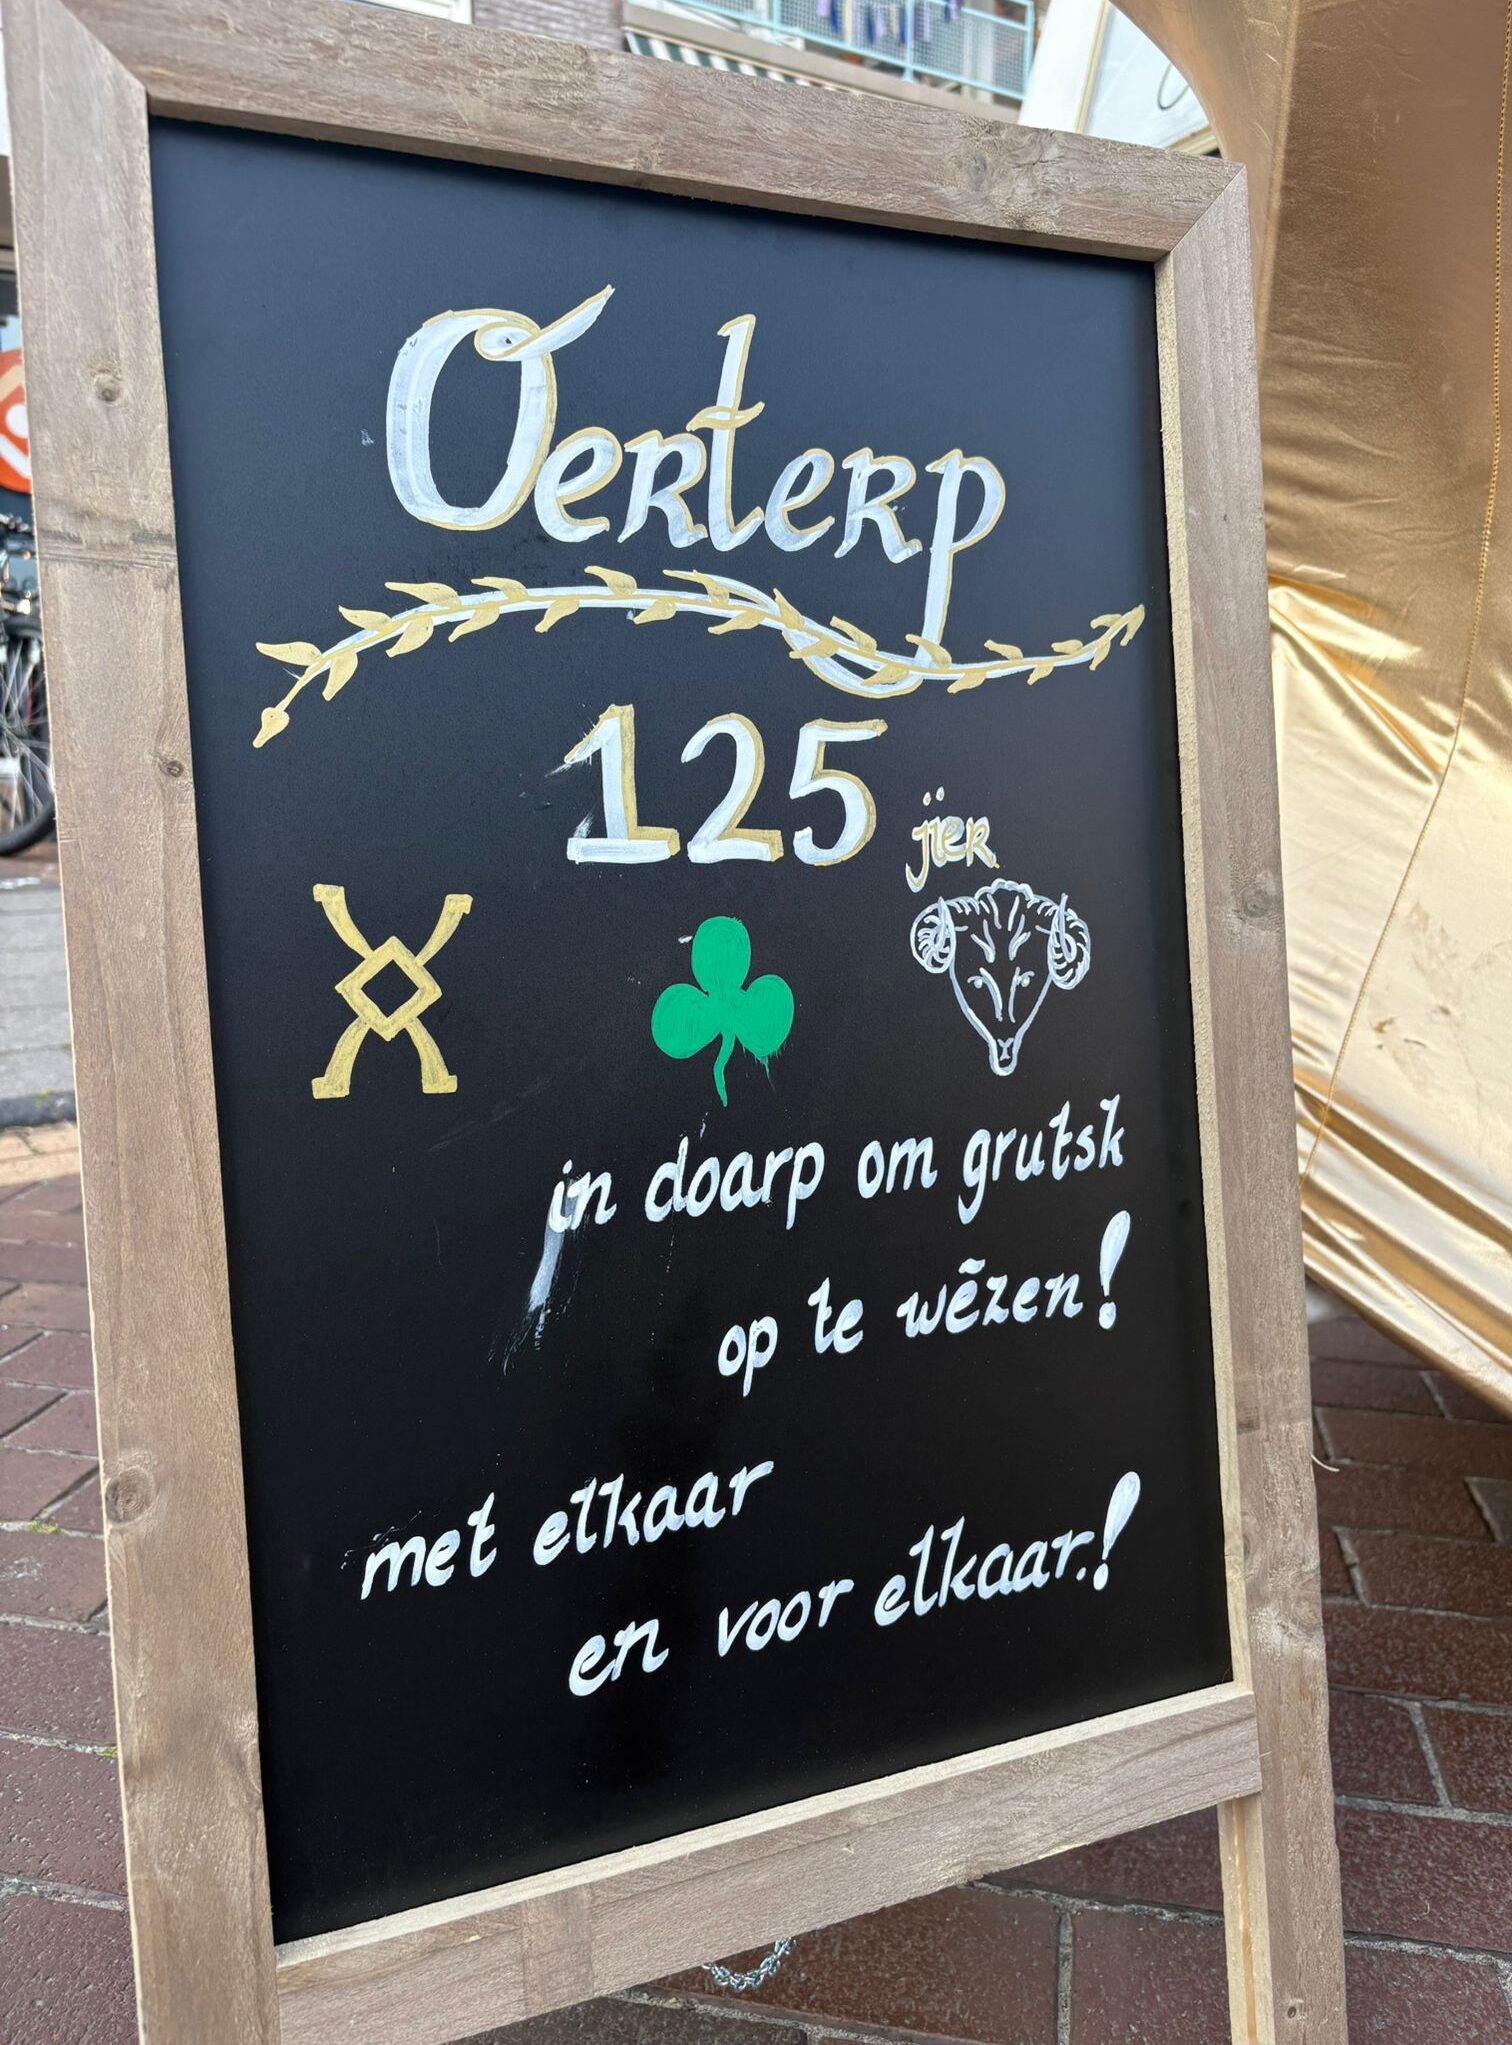 Oerterp
125 jier
in doarp om grutsk
op te wêzen!
met elkaar
en voor elkaar.!